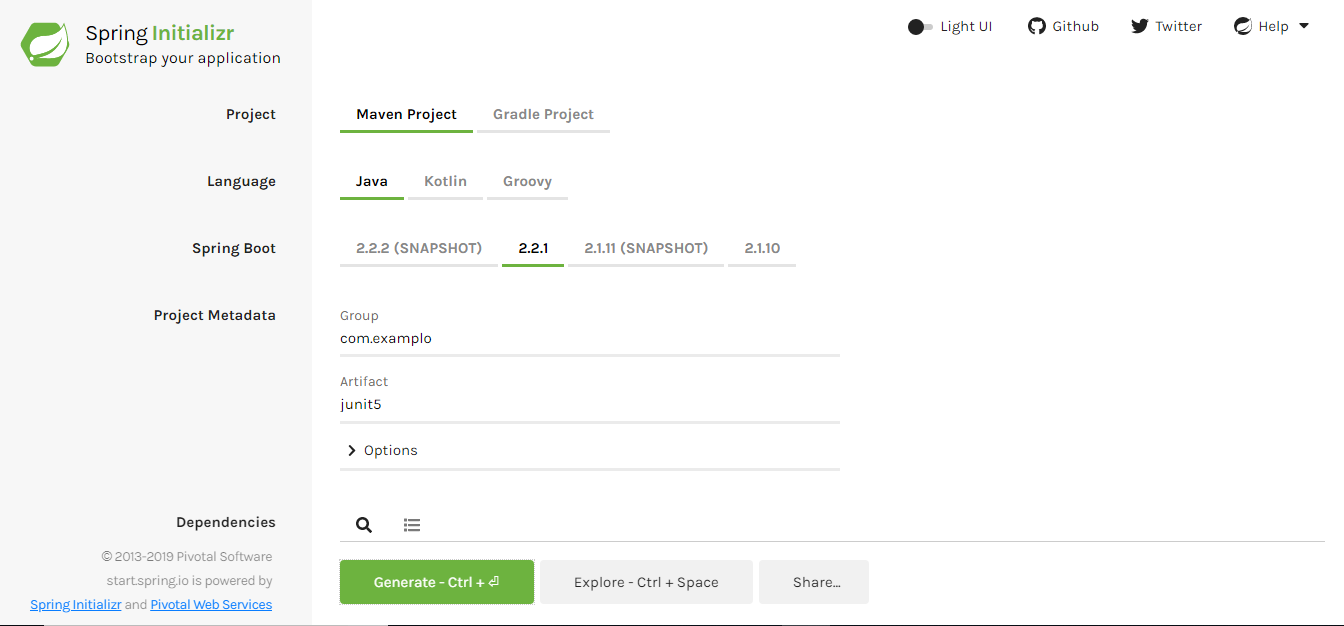 Spring Initializr
Bootstrap your application
Light UI
Github
Twitter
Help
Project
Maven Project
Gradle Project
Language
Java
Kotlin
Groovy
Spring Boot
2.2.2 (SNAPSHOT)
2.2.1
2.1.11 (SNAPSHOT)
2.1.10
Project Metadata
Group
com.examplo
Artifact
junit5
Options
Dependencies
© 2013-2019 Pivotal Software
start.spring.io is powered by
Spring Initializr and Pivotal Web Services
Generate - Ctrl + ⏎
Explore - Ctrl + Space
Share...